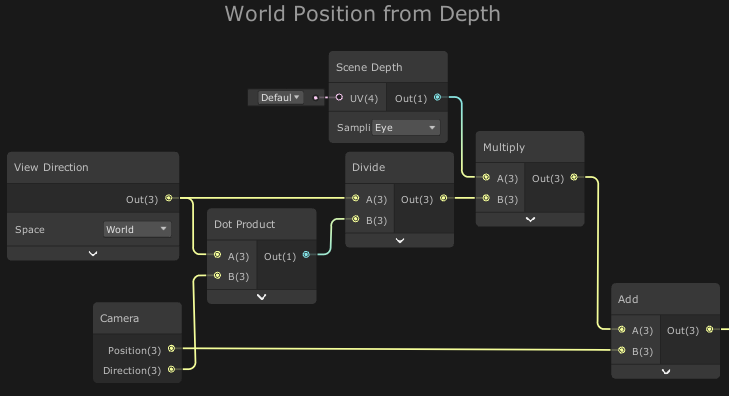 World Position from Depth
Scene Depth
Defaul
UV(4) Out(1)
Sampli Eye
Multiply
A(3) Out(3)
B(3)
View Direction
Out(3)
Space World
Divide
A(3) Out(3)
B(3)
Dot Product
A(3) Out(1)
B(3)
Camera
Position(3)
Direction(3)
Add
A(3) Out(3)
B(3)